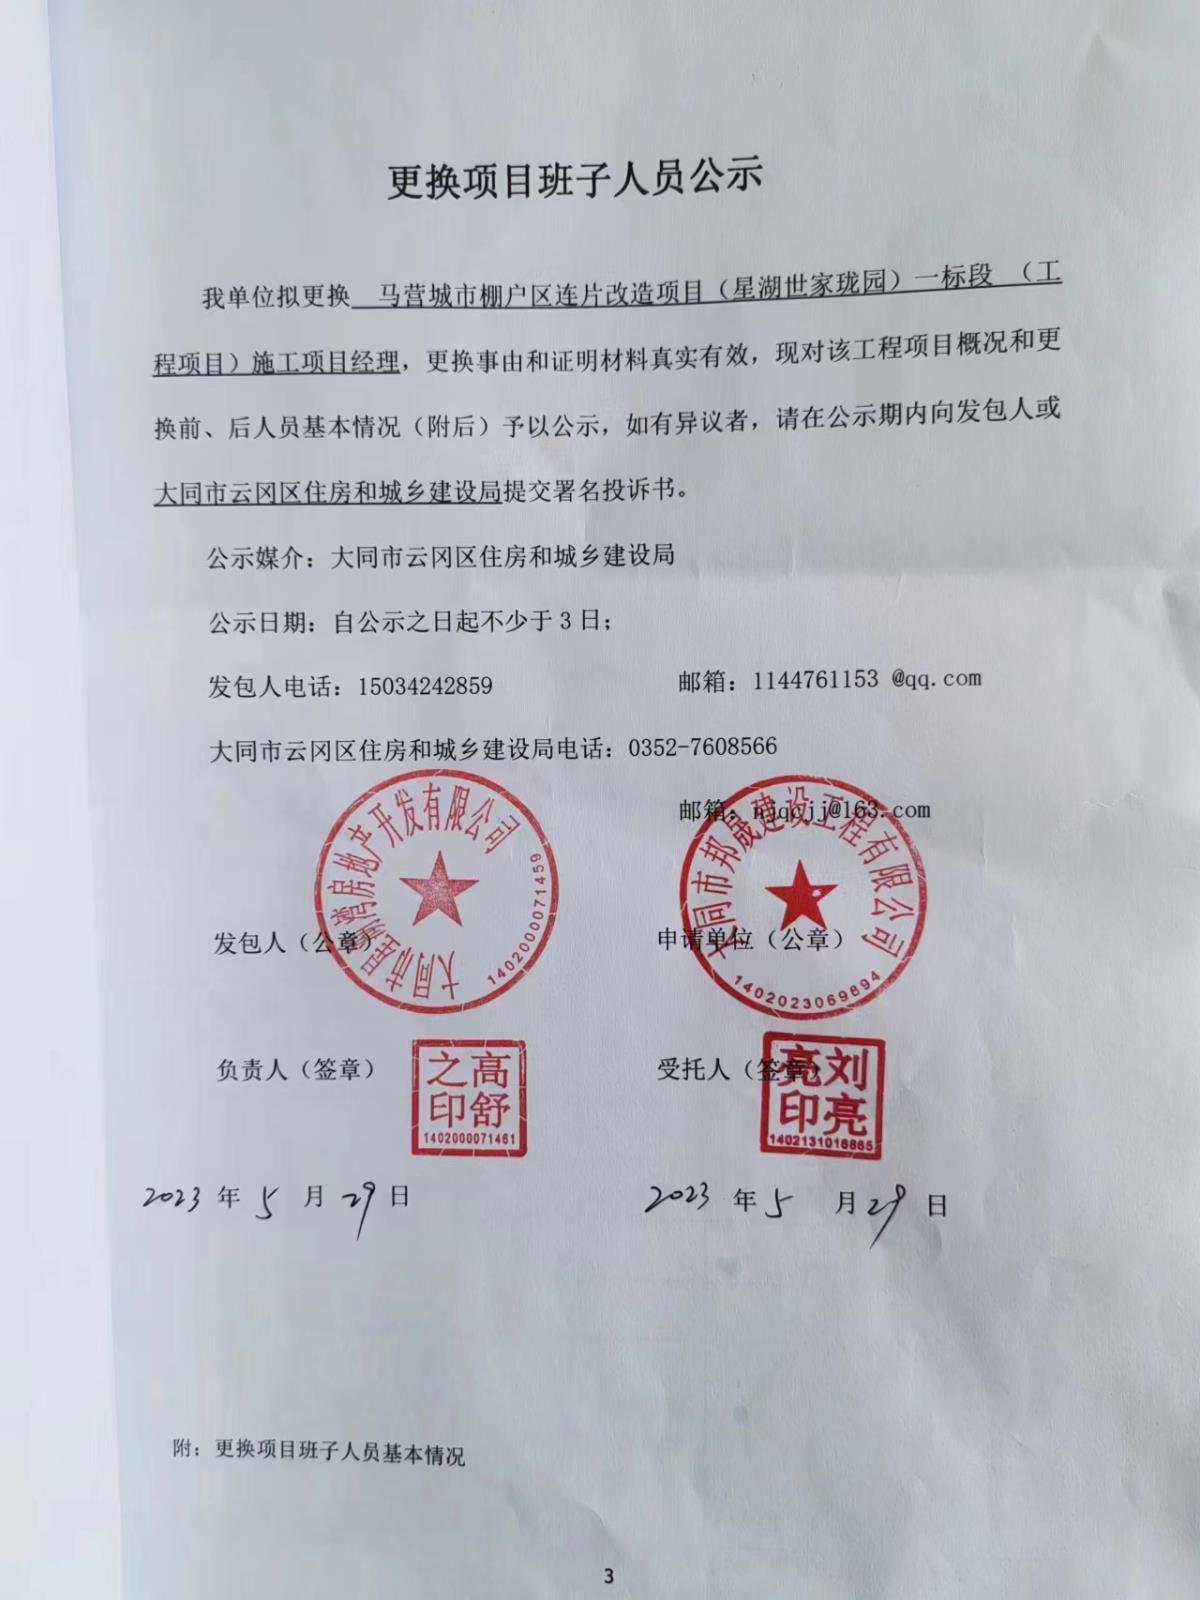 更换项目班子人员公示
我单位拟更换 马营城市棚户区连片改造项目（星湖世家珑园）一标段 （工
程项目）施工项目经理，更换事由和证明材料真实有效，现对该工程项目概况和更
换前、后人员基本情况（附后）予以公示，如有异议者，请在公示期内向发包人或
大同市云冈区住房和城乡建设局提交署名投诉书。
公示媒介：大同市云冈区住房和城乡建设局
公示日期：自公示之日起不少于 3 日；
发包人电话：15034242859 邮箱：1144761153 @qq.com
大同市云冈区住房和城乡建设局电话：0352-7608566
邮箱：njqcjj@163.com
大同市星湖湾房地产开发有限公司
1402000071459
大同市邦晟建设工程有限公司
1402023069894
发包人（公章） 申请单位（公章）
负责人（签章） 受托人（签章）
高舒之印
1402000071461
刘亮亮印
1402131016865
2023 年 5 月 29 日 2023 年 5 月 29 日
附：更换项目班子人员基本情况
3